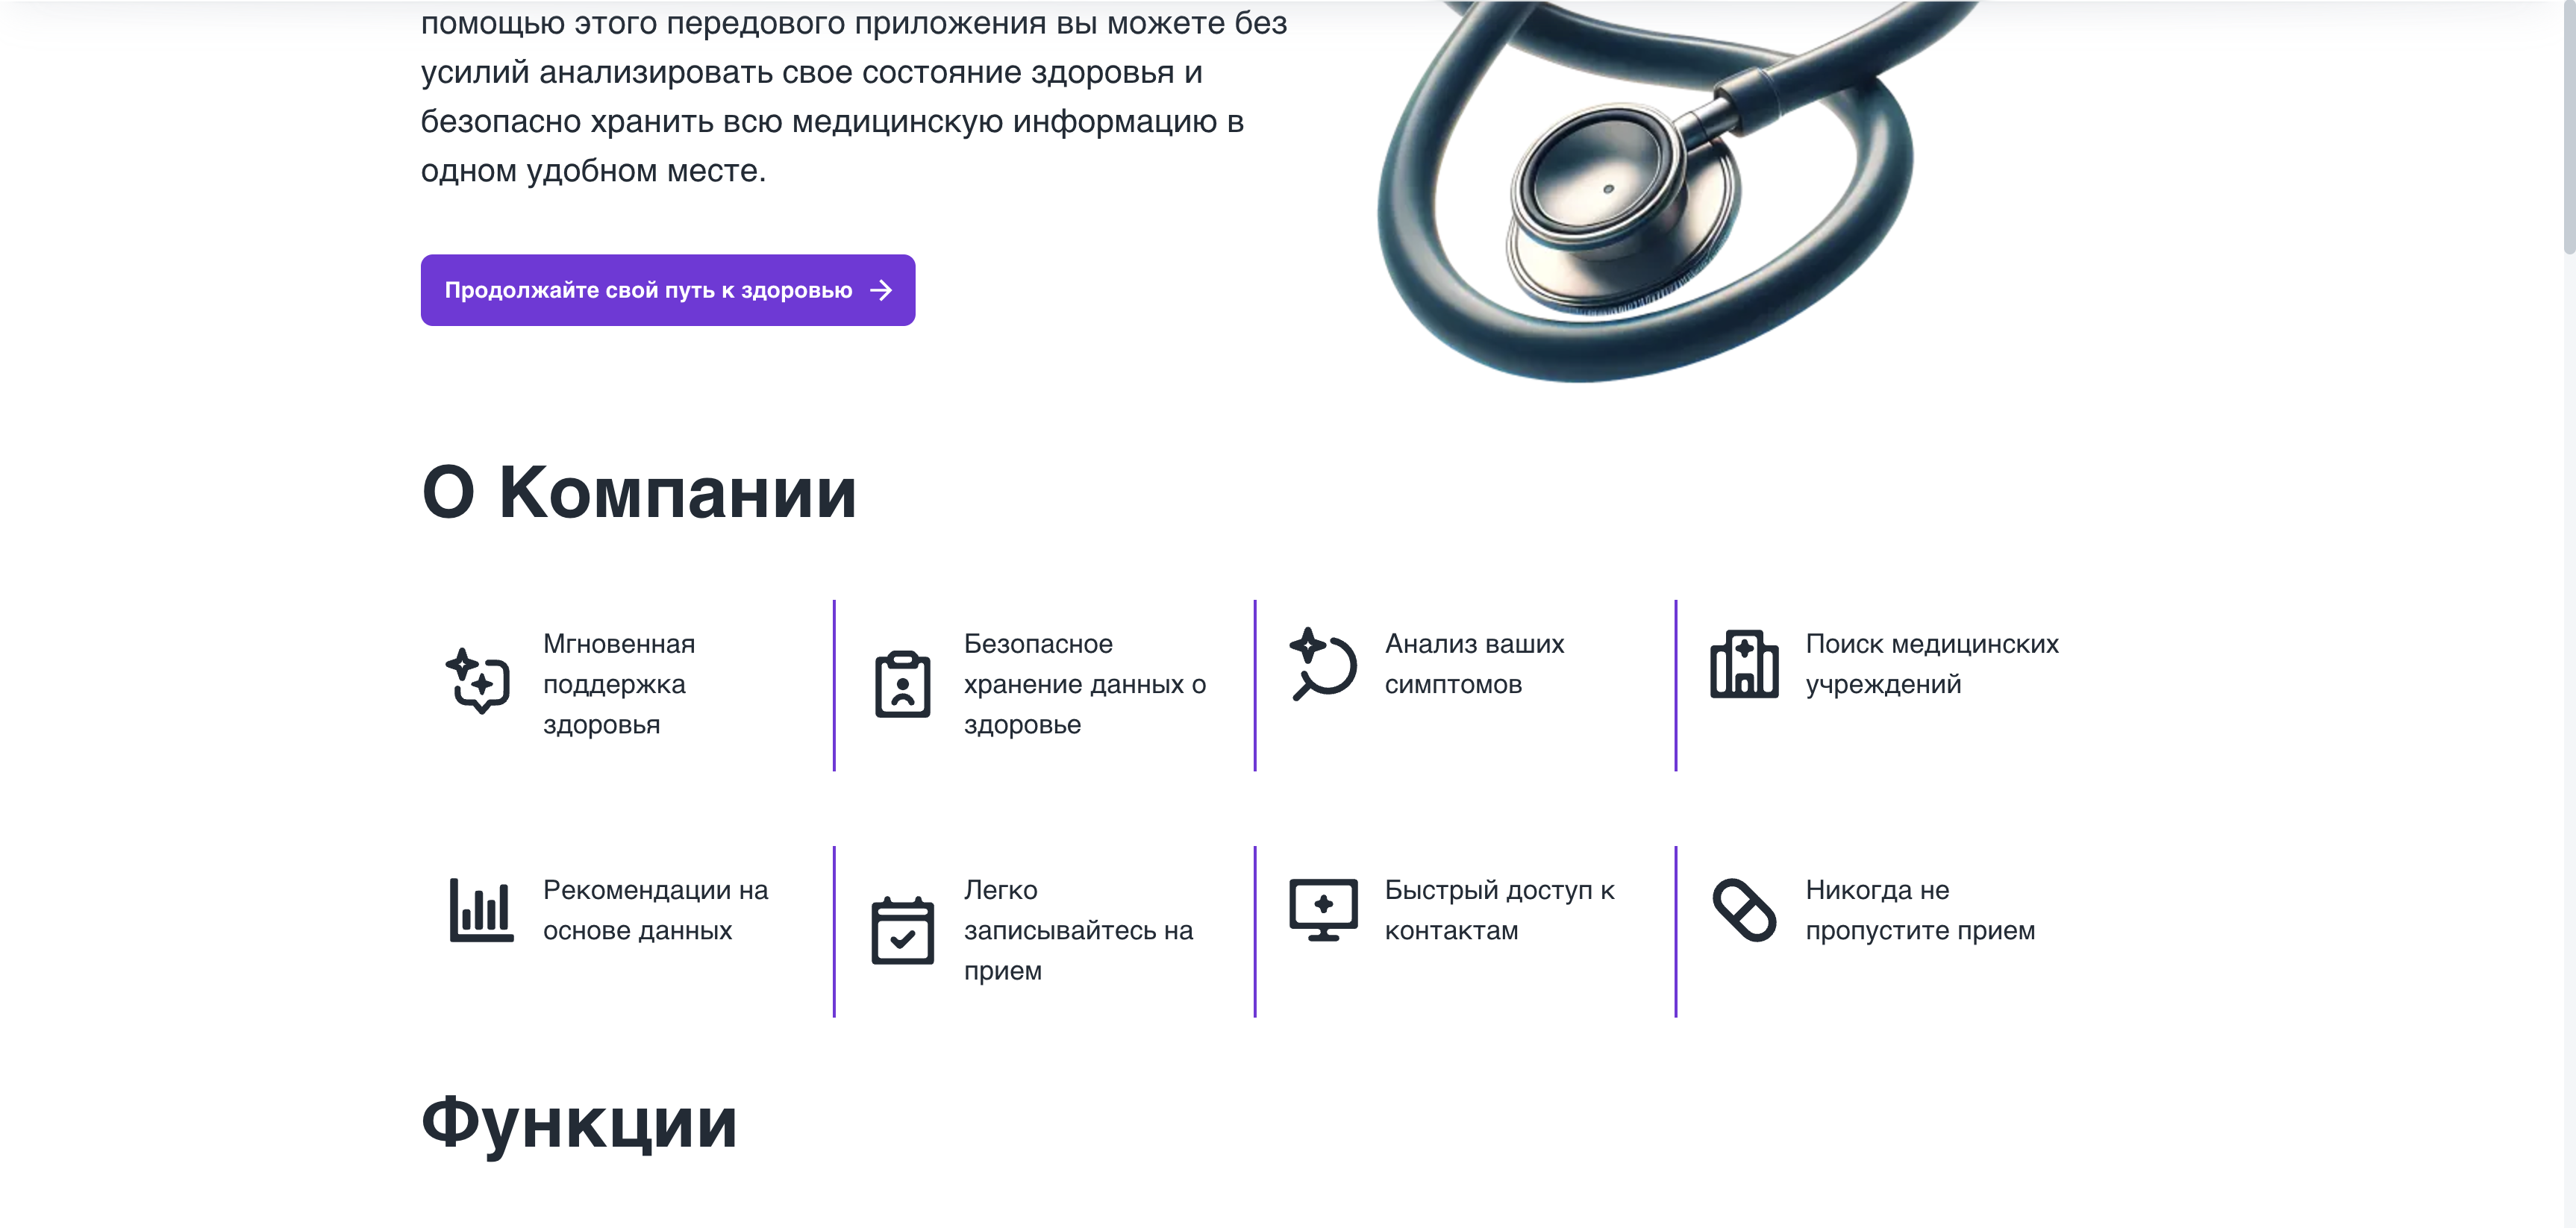 помощью этого передового приложения вы можете без
усилий анализировать свое состояние здоровья и
безопасно хранить всю медицинскую информацию в
одном удобном месте.
Продолжайте свой путь к здоровью
О Компании
Мгновенная
поддержка
здоровья
Безопасное
хранение данных о
здоровье
Анализ ваших
симптомов
Поиск медицинских
учреждений
Рекомендации на
основе данных
Легко
записывайтесь на
прием
Быстрый доступ к
контактам
Никогда не
пропустите прием
Функции